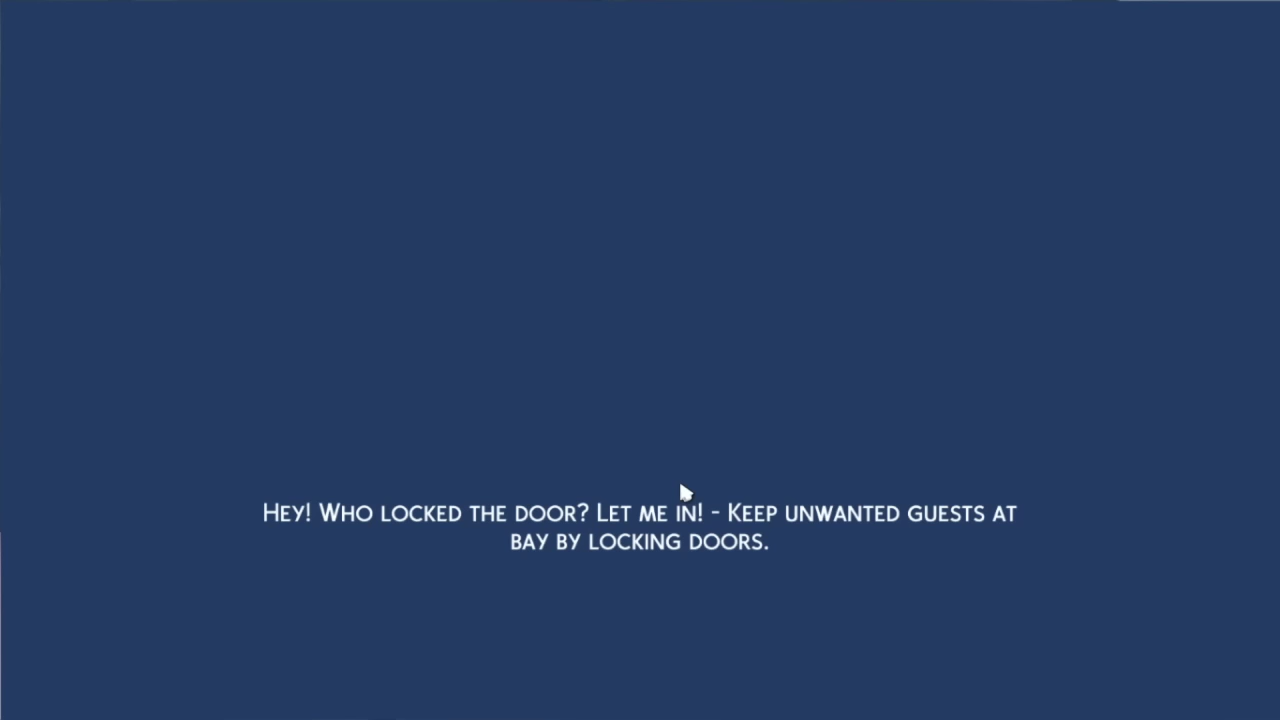 Hey! Who locked the door? Let me in! - Keep unwanted guests at
bay by locking doors.